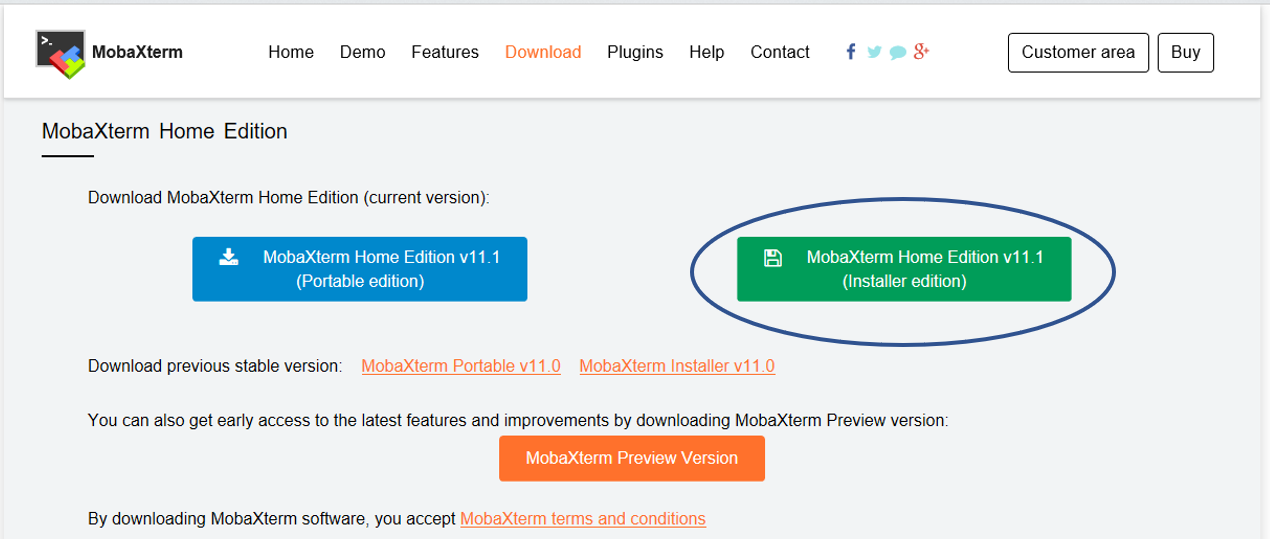 MobaXterm Home Demo Features Download Plugins Help Contact Customer area Buy
MobaXterm Home Edition
Download MobaXterm Home Edition (current version):
MobaXterm Home Edition v11.1
(Portable edition)
MobaXterm Home Edition v11.1
(Installer edition)
Download previous stable version: MobaXterm Portable v11.0 MobaXterm Installer v11.0
You can also get early access to the latest features and improvements by downloading MobaXterm Preview version:
MobaXterm Preview Version
By downloading MobaXterm software, you accept MobaXterm terms and conditions